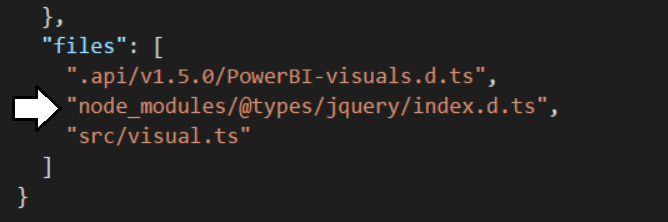 },
"files": [
".api/v1.5.0/PowerBI-visuals.d.ts",
"node_modules/@types/jquery/index.d.ts",
"src/visual.ts"
]
}